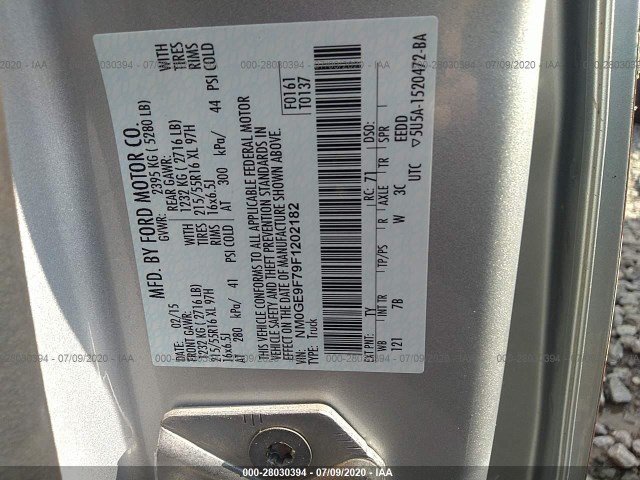 MFD. BY FORD MOTOR CO.
DATE: 02/15
GVWR:
2395 KG ( 5280 LB)
FRONT GAWR:
1232 KG ( 2716 LB)
215/55R16 XL 97H
16x6.5J
AT 280 kPa/ 41 PSI COLD
WITH
TIRES
RIMS
REAR GAWR:
1232 KG ( 2716 LB)
215/55R16 XL 97H
16x6.5J
AT 300 kPa/ 44 PSI COLD
WITH
TIRES
RIMS
THIS VEHICLE CONFORMS TO ALL APPLICABLE FEDERAL MOTOR
VEHICLE SAFETY AND THEFT PREVENTION STANDARDS IN
EFFECT ON THE DATE OF MANUFACTURE SHOWN ABOVE.
VIN: NM0GE9F79F1202182
TYPE: Truck
F0161
T0137
EXT PNT: TY RC: 71 DSO:
WB INT TR TP/PS R AXLE TR SPR
121 7B W 3C EEDD
UTC ▽5U5A-1520472-BA
000-28030394 / 07/09/2020 - IAA